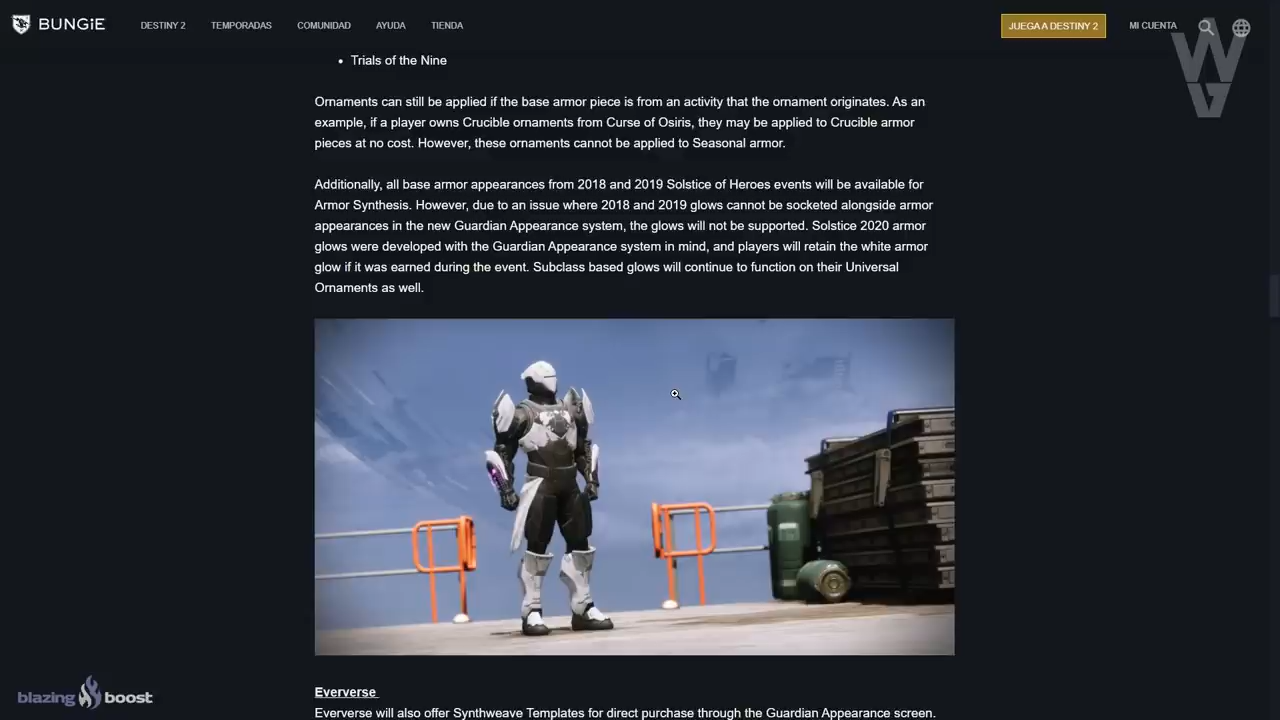 BUNGiE
DESTINY 2
TEMPORADAS
COMUNIDAD
AYUDA
TIENDA
JUEGA A DESTINY 2
MI CUENTA
W
G
• Trials of the Nine
Ornaments can still be applied if the base armor piece is from an activity that the ornament originates. As an
example, if a player owns Crucible ornaments from Curse of Osiris, they may be applied to Crucible armor
pieces at no cost. However, these ornaments cannot be applied to Seasonal armor.
Additionally, all base armor appearances from 2018 and 2019 Solstice of Heroes events will be available for
Armor Synthesis. However, due to an issue where 2018 and 2019 glows cannot be socketed alongside armor
appearances in the new Guardian Appearance system, the glows will not be supported. Solstice 2020 armor
glows were developed with the Guardian Appearance system in mind, and players will retain the white armor
glow if it was earned during the event. Subclass based glows will continue to function on their Universal
Ornaments as well.
blazing boost
Eververse
Eververse will also offer Synthweave Templates for direct purchase through the Guardian Appearance screen.